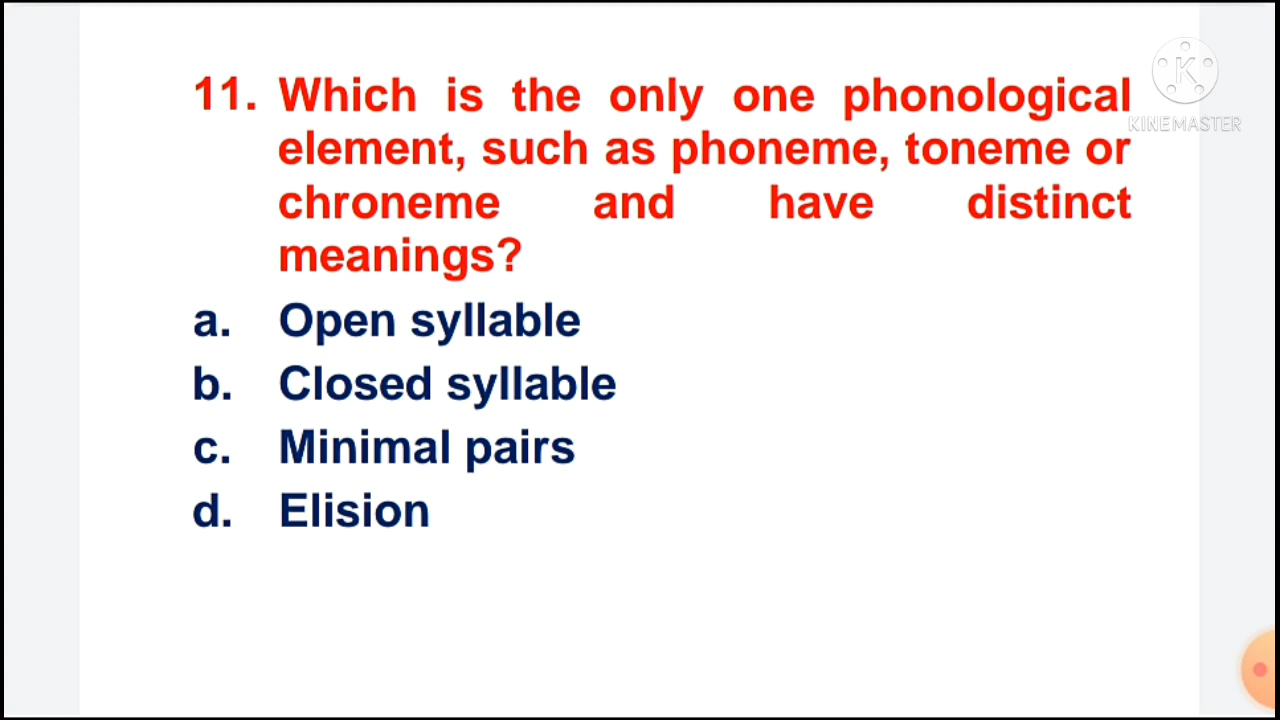 11. Which is the only one phonological
element, such as phoneme, toneme or
chroneme and have distinct
meanings?
a. Open syllable
b. Closed syllable
c. Minimal pairs
d. Elision
K
KINEMASTER